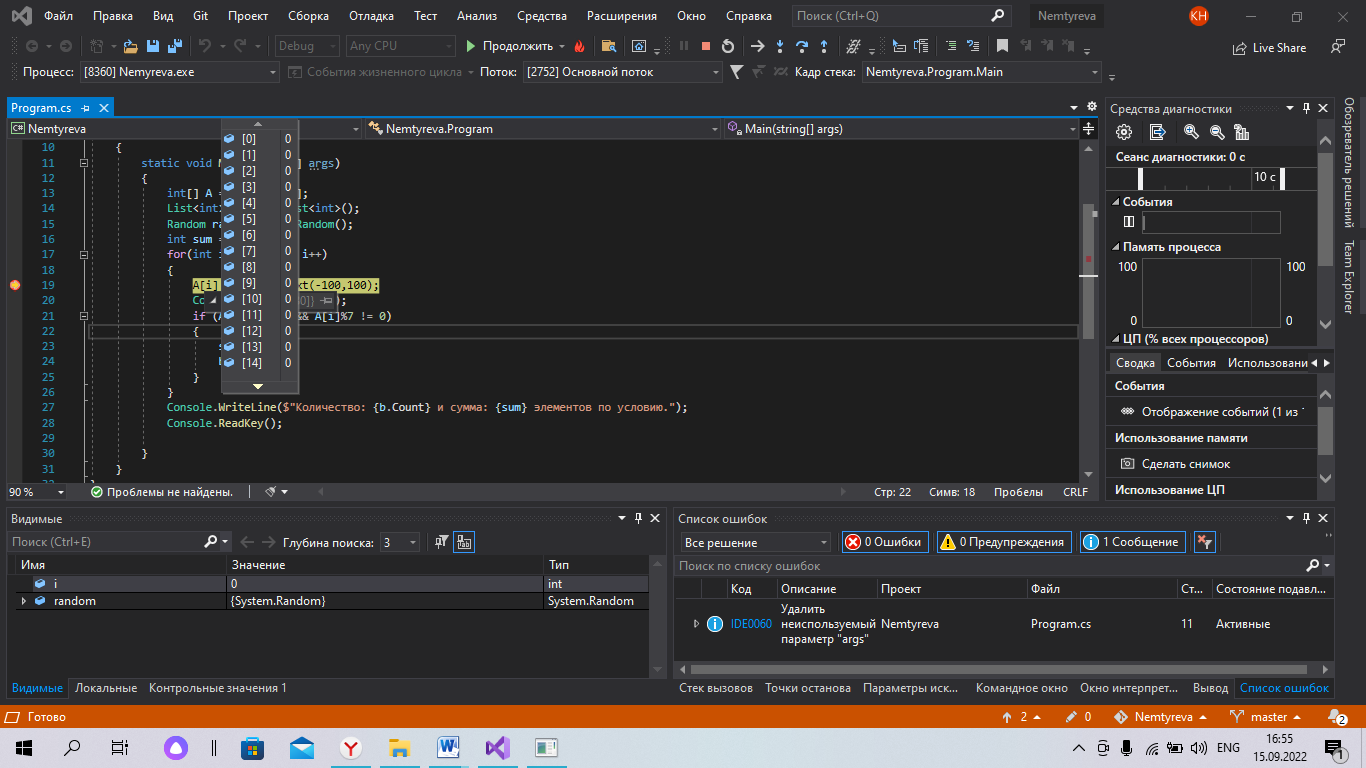 Файл Правка Вид Git Проект Сборка Отладка Тест Анализ Средства Расширения Окно Справка Поиск (Ctrl+Q) Nemtyreva KH
Debug Any CPU Продолжить Live Share
Процесс: [8360] Nemyreva.exe События жизненного цикла Поток: [2752] Основной поток Кадр стека: Nemtyreva.Program.Main
Program.cs
Nemtyreva Nemtyreva.Program Main(string[] args)
10 {
11 static void M ] args)
12 {
13 int[] A = ];
14 List<int> st<int>();
15 Random ra Random();
16 int sum =
17 for(int i i++)
18 {
19 A[i] xt(-100,100);
20 Co 0]) );
21 if (A && A[i]%7 != 0)
22 {
23 s
24 b
25 }
26 }
27 Console.WriteLine($"Количество: {b.Count} и сумма: {sum} элементов по условию.");
28 Console.ReadKey();
29
30 }
31 }
[0] 0
[1] 0
[2] 0
[3] 0
[4] 0
[5] 0
[6] 0
[7] 0
[8] 0
[9] 0
[10] 0
[11] 0
[12] 0
[13] 0
[14] 0
90 % Проблемы не найдены. Стр: 22 Симв: 18 Пробелы CRLF
Средства диагностики
Сеанс диагностики: 0 с
10 с
События
Память процесса
100 100
0 0
ЦП (% всех процессоров)
Сводка События Использовани
События
Отображение событий (1 из
Использование памяти
Сделать снимок
Использование ЦП
Обозреватель решений
Team Explorer
Видимые
Поиск (Ctrl+E) Глубина поиска: 3
Имя Значение Тип
i 0 int
random {System.Random} System.Random
Видимые Локальные Контрольные значения 1
Список ошибок
Все решение 0 Ошибки 0 Предупреждения 1 Сообщение
Поиск по списку ошибок
Код Описание Проект Файл Ст... Состояние подавл...
IDE0060 Удалить неиспользуемый параметр "args" Nemtyreva Program.cs 11 Активные
Стек вызовов Точки останова Параметры иск... Командное окно Окно интерпрет... Вывод Список ошибок
Готово 2 0 Nemtyreva master 2
ENG 16:55
15.09.2022 1